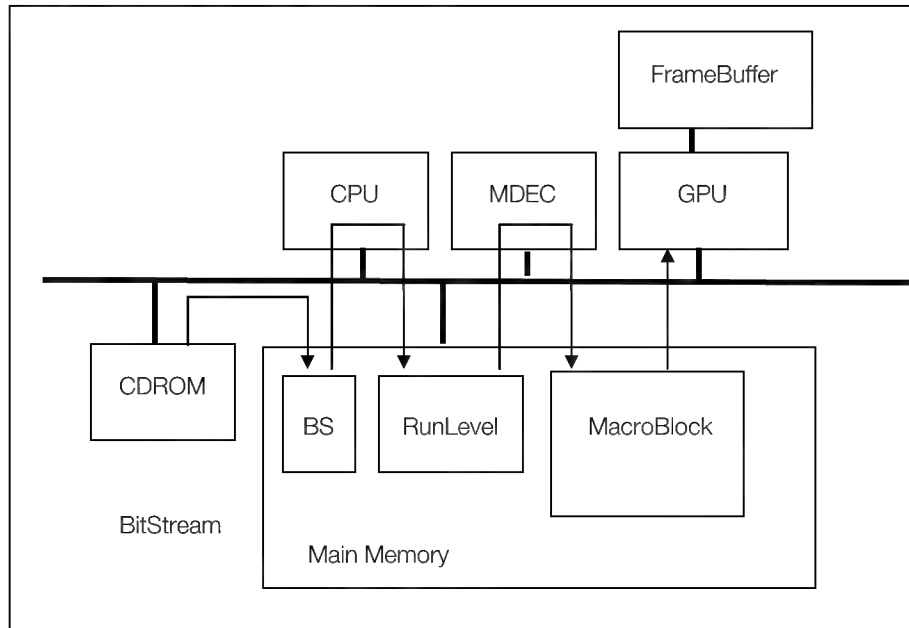 FrameBuffer
CPU
MDEC
GPU
CDROM
BS
RunLevel
MacroBlock
BitStream
Main Memory